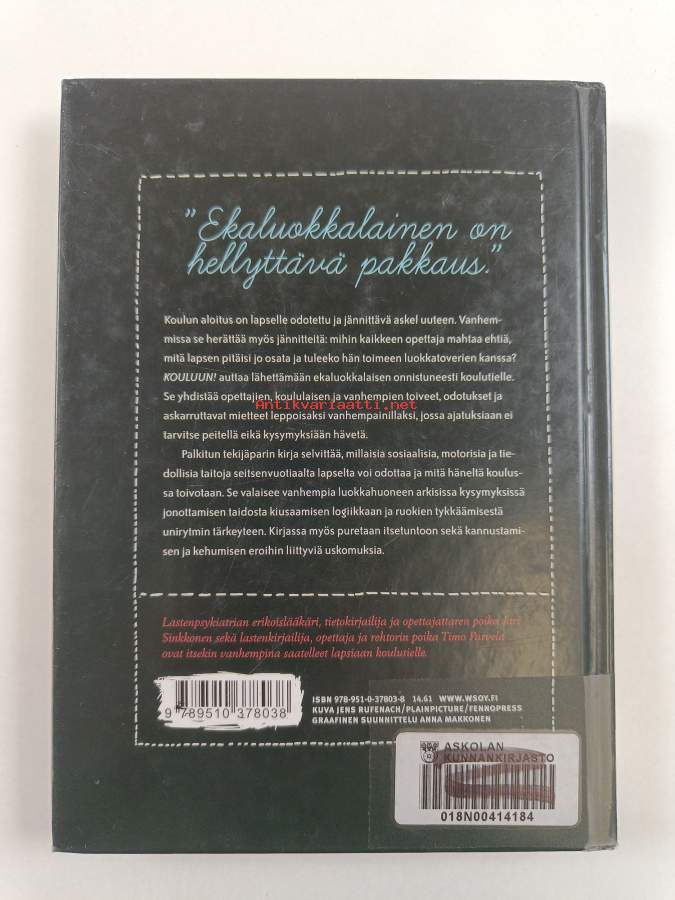 "Ekaluokkalainen on
hellyttävä pakkaus."
Koulun aloitus on lapselle odotettu ja jännittävä askel uuteen. Vanhem-
missa se herättää myös jännitteitä: mihin kaikkeen opettaja mahtaa ehtiä,
mitä lapsen pitäisi jo osata ja tuleeko hän toimeen luokkatoverien kanssa?
KOULUUN! auttaa lähettämään ekaluokkalaisen onnistuneesti koulutielle.
Se yhdistää opettajien, koululaisen ja vanhempien toiveet, odotukset ja
askarruttavat mietteet leppoisaksi vanhempainillaksi, jossa ajatuksiaan ei
tarvitse peitellä eikä kysymyksiään hävetä.
Palkitun tekijäparin kirja selvittää, millaisia sosiaalisia, motorisia ja tie-
dollisia taitoja seitsenvuotiaalta lapselta voi odottaa ja mitä häneltä koulus-
sa toivotaan. Se valaisee vanhempia luokkahuoneen arkisissa kysymyksissä
jonottamisen taidosta kiusaamisen logiikkaan ja ruokien tykkäämisestä
unirytmin tärkeyteen. Kirjassa myös puretaan itsetuntoon sekä kannustami-
sen ja kehumisen eroihin liittyviä uskomuksia.
Antikvariaatti.net
Lastenpsykiatrian erikoislääkäri, tietokirjailija ja opettajattaren poika Jari
Sinkkonen sekä lastenkirjailija, opettaja ja rehtorin poika Timo Parvela
ovat itsekin vanhempina saatelleet lapsiaan koulutielle.
9 789510 378038
ISBN 978-951-0-37803-8 14.61 WWW.WSOY.FI
KUVA JENS RUFENACH/PLAINPICTURE/FENNOPRESS
GRAAFINEN SUUNNITTELU ANNA MAKKONEN
ASKOLAN
KUNNANKIRJASTO
018N00414184